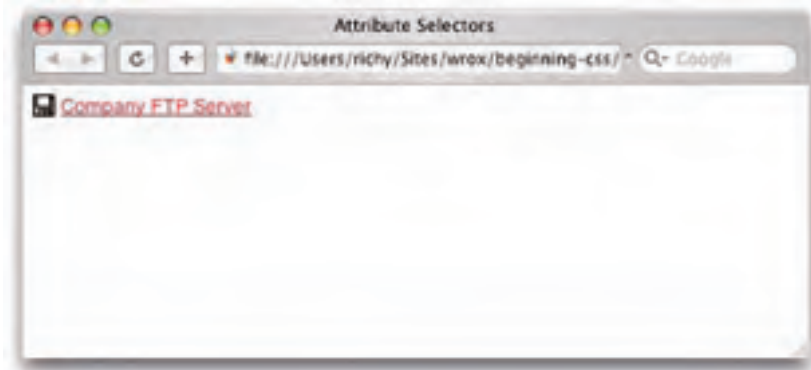 Attribute Selectors
file:///Users/richy/Sites/wrox/beginning-css/
Google
Company FTP Server